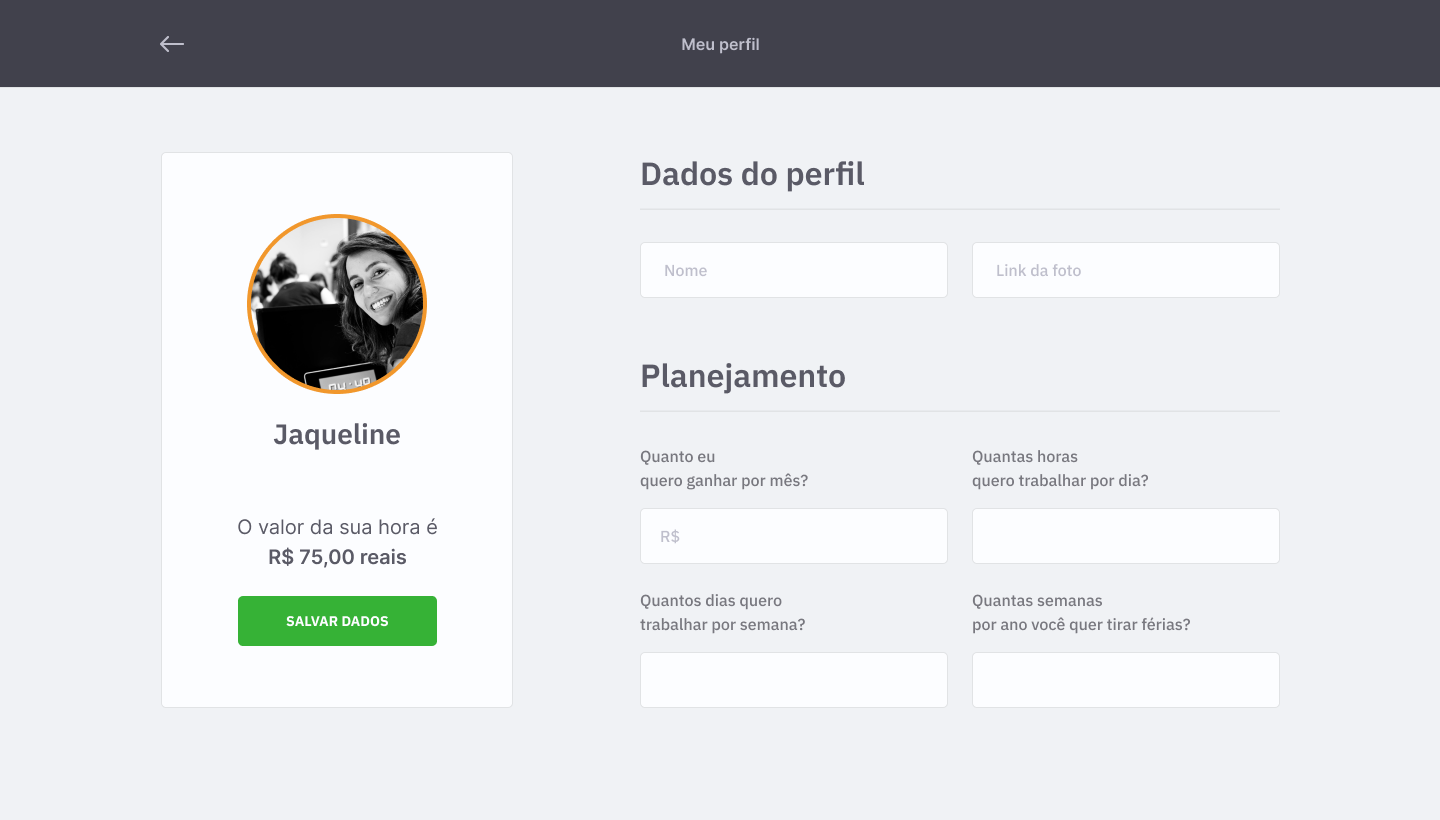 Meu perfil
Jaqueline
O valor da sua hora é
R$ 75,00 reais
SALVAR DADOS
Dados do perfil
Nome
Link da foto
Planejamento
Quanto eu
quero ganhar por mês?
R$
Quantas horas
quero trabalhar por dia?
Quantos dias quero
trabalhar por semana?
Quantas semanas
por ano você quer tirar férias?